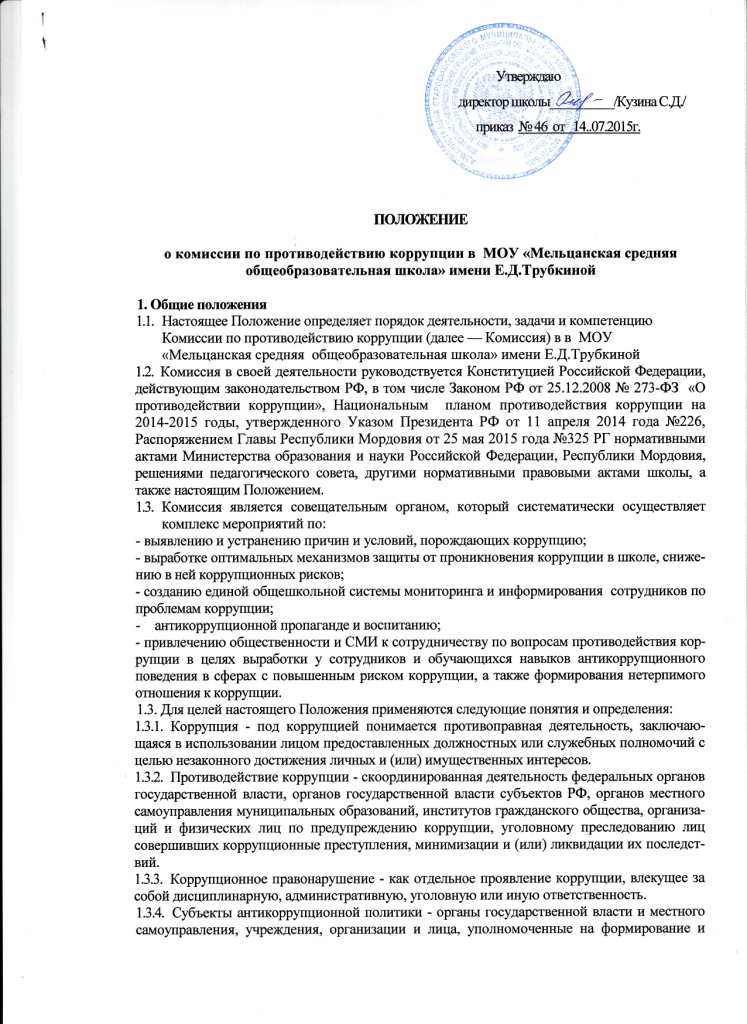 Утверждаю
директор школы /Кузина С.Д./
приказ № 46 от 14..07.2015г.
ПОЛОЖЕНИЕ
о комиссии по противодействию коррупции в МОУ «Мельцанская средняя
общеобразовательная школа» имени Е.Д.Трубкиной
1. Общие положения
1.1. Настоящее Положение определяет порядок деятельности, задачи и компетенцию
Комиссии по противодействию коррупции (далее — Комиссия) в в МОУ
«Мельцанская средняя общеобразовательная школа» имени Е.Д.Трубкиной
1.2. Комиссия в своей деятельности руководствуется Конституцией Российской Федерации,
действующим законодательством РФ, в том числе Законом РФ от 25.12.2008 № 273-ФЗ «О
противодействии коррупции», Национальным планом противодействия коррупции на
2014-2015 годы, утвержденного Указом Президента РФ от 11 апреля 2014 года №226,
Распоряжением Главы Республики Мордовия от 25 мая 2015 года №325 РГ нормативными
актами Министерства образования и науки Российской Федерации, Республики Мордовия,
решениями педагогического совета, другими нормативными правовыми актами школы, а
также настоящим Положением.
1.3. Комиссия является совещательным органом, который систематически осуществляет
комплекс мероприятий по:
- выявлению и устранению причин и условий, порождающих коррупцию;
- выработке оптимальных механизмов защиты от проникновения коррупции в школе, сниже-
нию в ней коррупционных рисков;
- созданию единой общешкольной системы мониторинга и информирования сотрудников по
проблемам коррупции;
- антикоррупционной пропаганде и воспитанию;
- привлечению общественности и СМИ к сотрудничеству по вопросам противодействия кор-
рупции в целях выработки у сотрудников и обучающихся навыков антикоррупционного
поведения в сферах с повышенным риском коррупции, а также формирования нетерпимого
отношения к коррупции.
1.3. Для целей настоящего Положения применяются следующие понятия и определения:
1.3.1. Коррупция - под коррупцией понимается противоправная деятельность, заключаю-
щаяся в использовании лицом предоставленных должностных или служебных полномочий с
целью незаконного достижения личных и (или) имущественных интересов.
1.3.2. Противодействие коррупции - скоординированная деятельность федеральных органов
государственной власти, органов государственной власти субъектов РФ, органов местного
самоуправления муниципальных образований, институтов гражданского общества, организа-
ций и физических лиц по предупреждению коррупции, уголовному преследованию лиц
совершивших коррупционные преступления, минимизации и (или) ликвидации их последст-
вий.
1.3.3. Коррупционное правонарушение - как отдельное проявление коррупции, влекущее за
собой дисциплинарную, административную, уголовную или иную ответственность.
1.3.4. Субъекты антикоррупционной политики - органы государственной власти и местного
самоуправления, учреждения, организации и лица, уполномоченные на формирование и